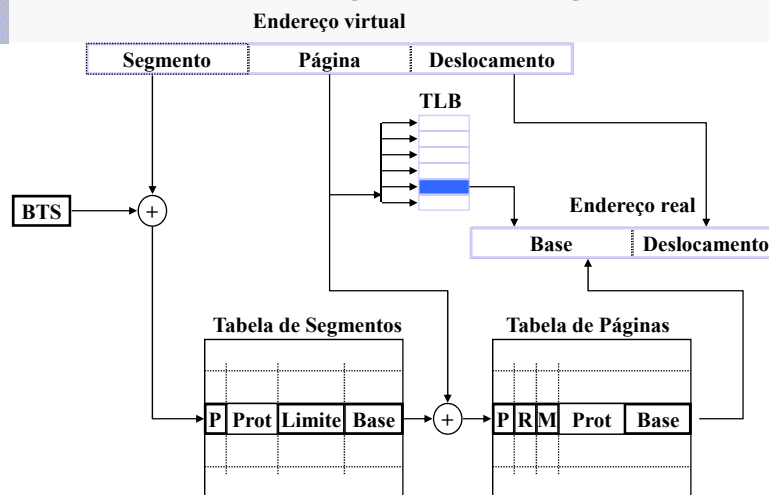 Endereço virtual
Segmento Página Deslocamento
TLB
BTS
+
Endereço real
Base Deslocamento
Tabela de Segmentos
Tabela de Páginas
P Prot Limite Base
+
P R M Prot Base